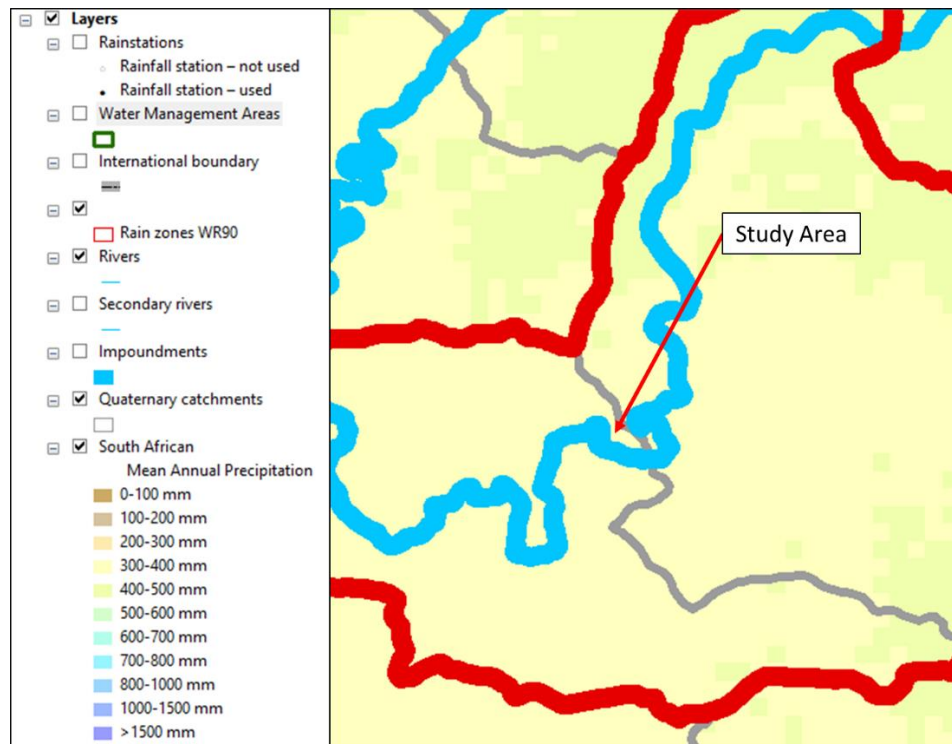 Layers
Rainstations
Rainfall station – not used
Rainfall station – used
Water Management Areas
International boundary
Rain zones WR90
Rivers
Secondary rivers
Impoundments
Quaternary catchments
South African
Mean Annual Precipitation
0-100 mm
100-200 mm
200-300 mm
300-400 mm
400-500 mm
500-600 mm
600-700 mm
700-800 mm
800-1000 mm
1000-1500 mm
>1500 mm
Study Area